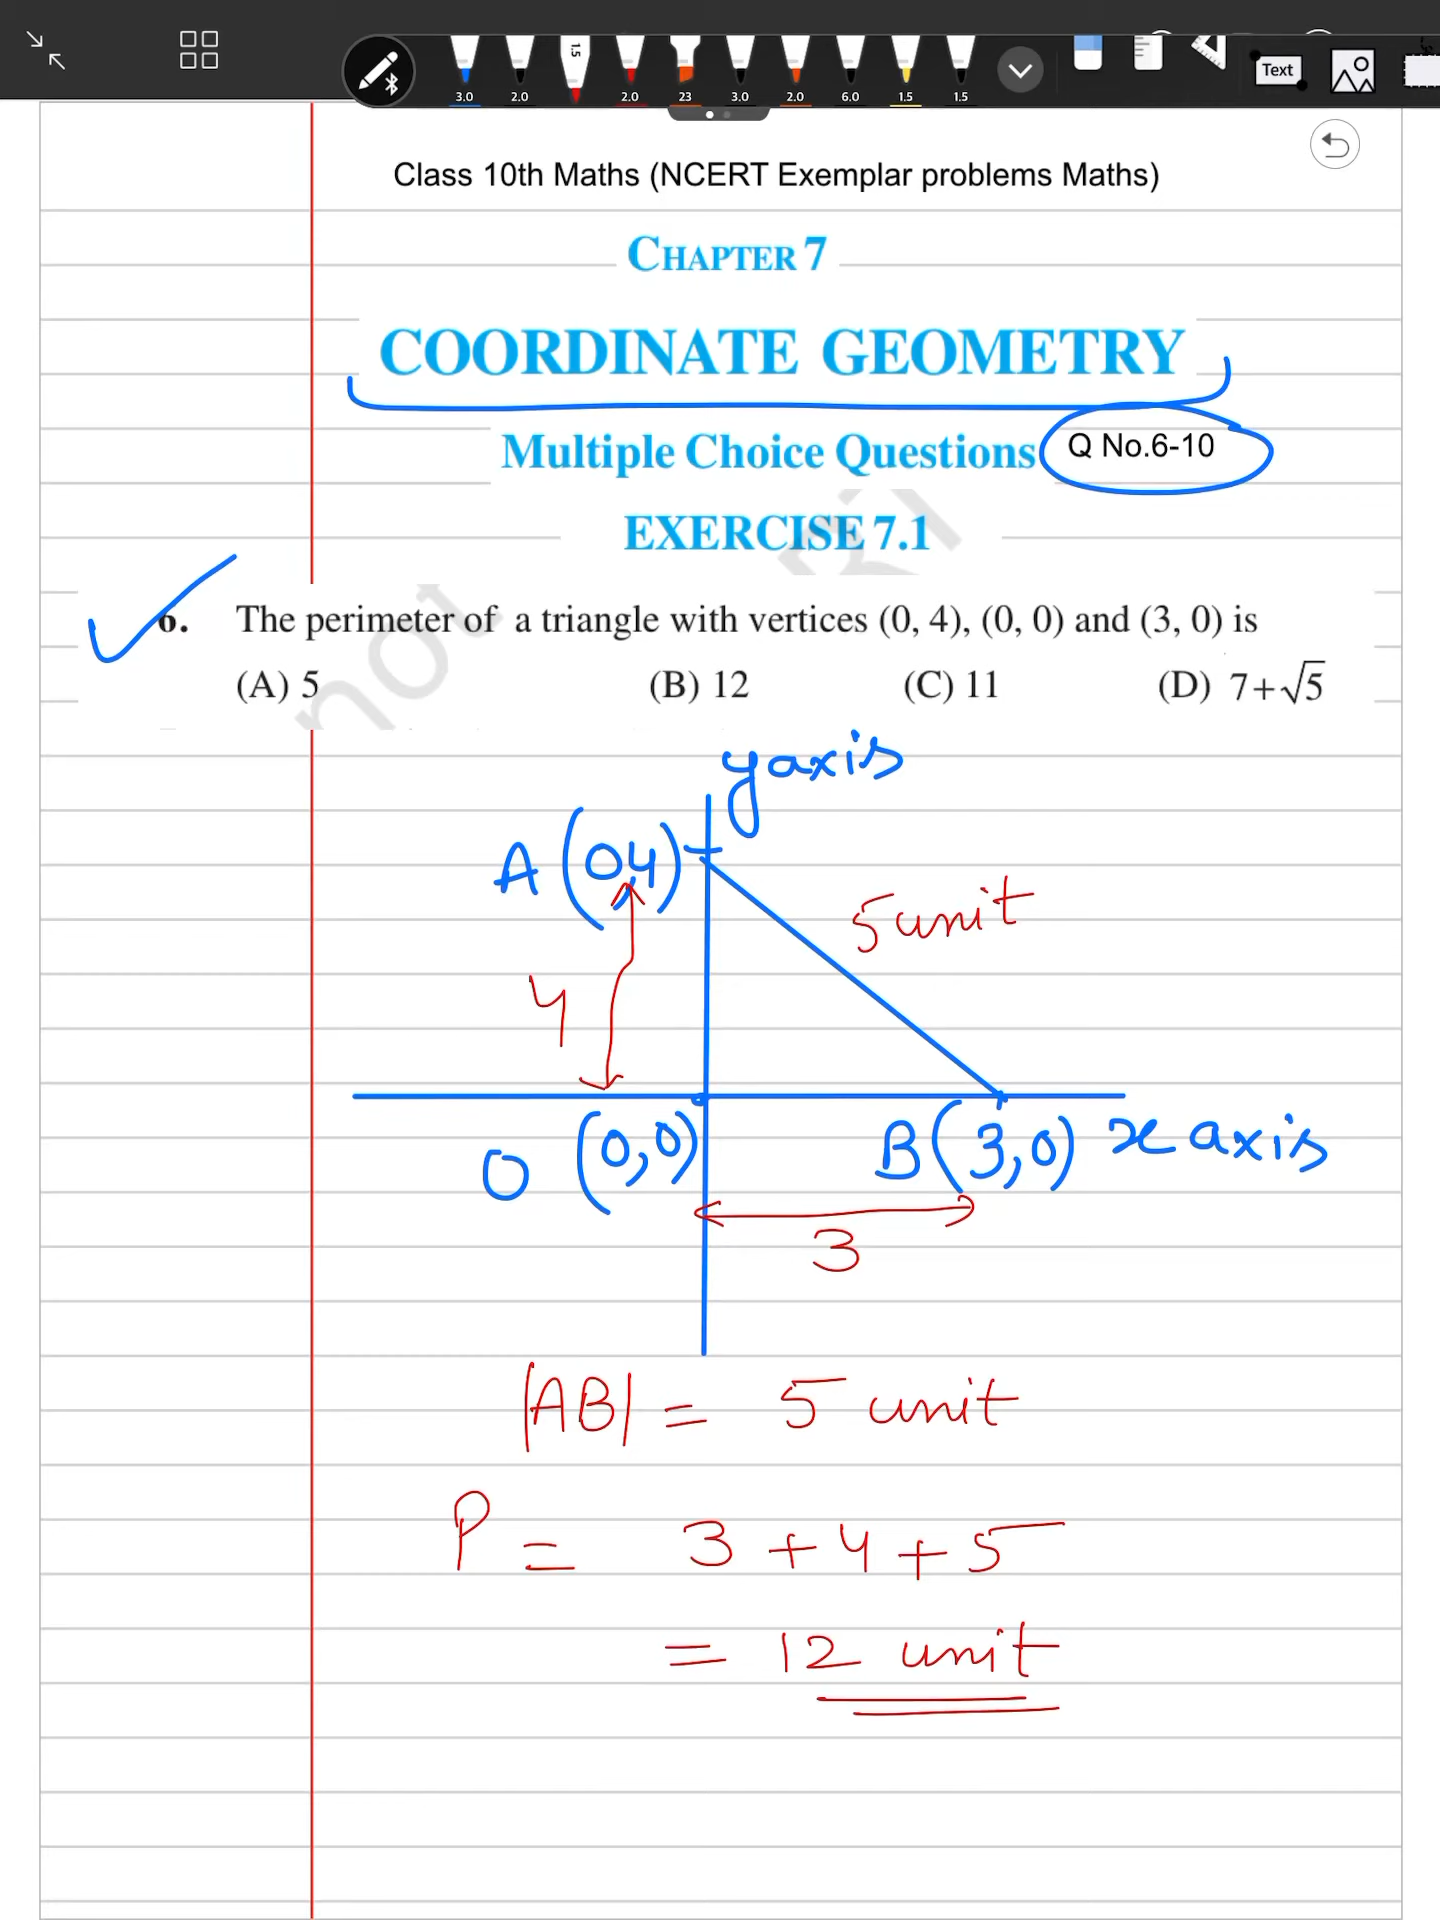 3.0 2.0 1.5 2.0 23 3.0 2.0 6.0 1.5 1.5 Text
Class 10th Maths (NCERT Exemplar problems Maths)
CHAPTER 7
COORDINATE GEOMETRY
Multiple Choice Questions Q No.6-10
EXERCISE 7.1
6. The perimeter of a triangle with vertices (0, 4), (0, 0) and (3, 0) is
(A) 5 (B) 12 (C) 11 (D) 7+√5
not
y axis
A (0,4)
5 unit
4
O (0,0) B (3,0) x axis
3
|AB| = 5 unit
P = 3 + 4 + 5
= 12 unit